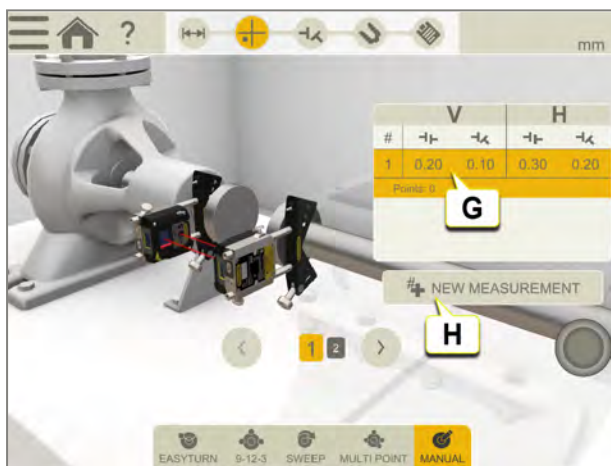 ?
mm
V H
#
1 0.20 0.10 0.30 0.20
Points: 0
G
# NEW MEASUREMENT
H
1 2
EASYTURN 9-12-3 SWEEP MULTI POINT MANUAL